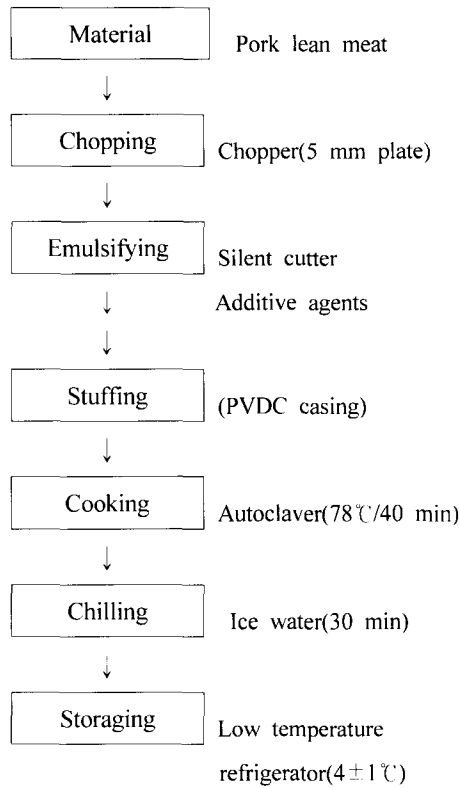 Material
Pork lean meat
↓
Chopping
Chopper(5 mm plate)
↓
Emulsifying
Silent cutter
↓ Additive agents
↓
Stuffing
(PVDC casing)
↓
Cooking
Autoclaver(78℃/40 min)
↓
Chilling
Ice water(30 min)
↓
Storaging
Low temperature
refrigerator(4±1℃)